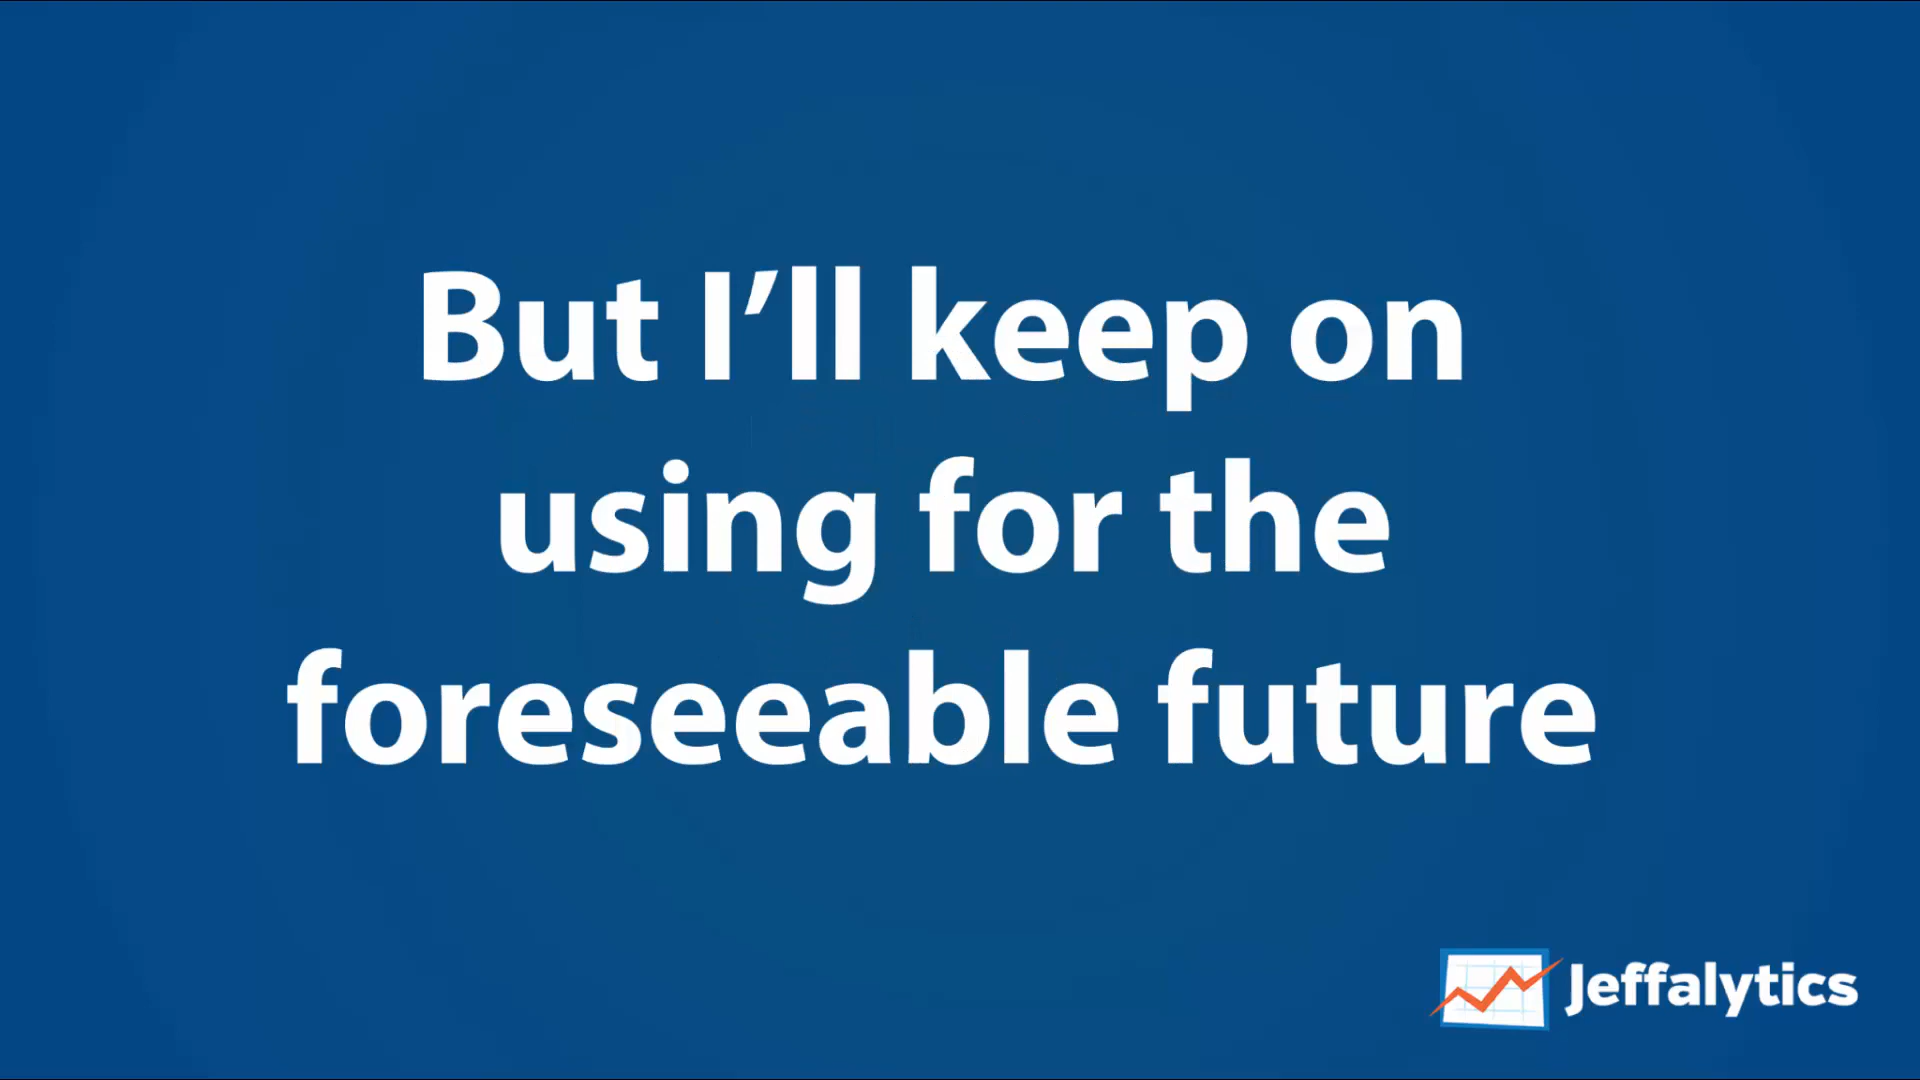 But I’ll keep on
using for the
foreseeable future
Jeffalytics